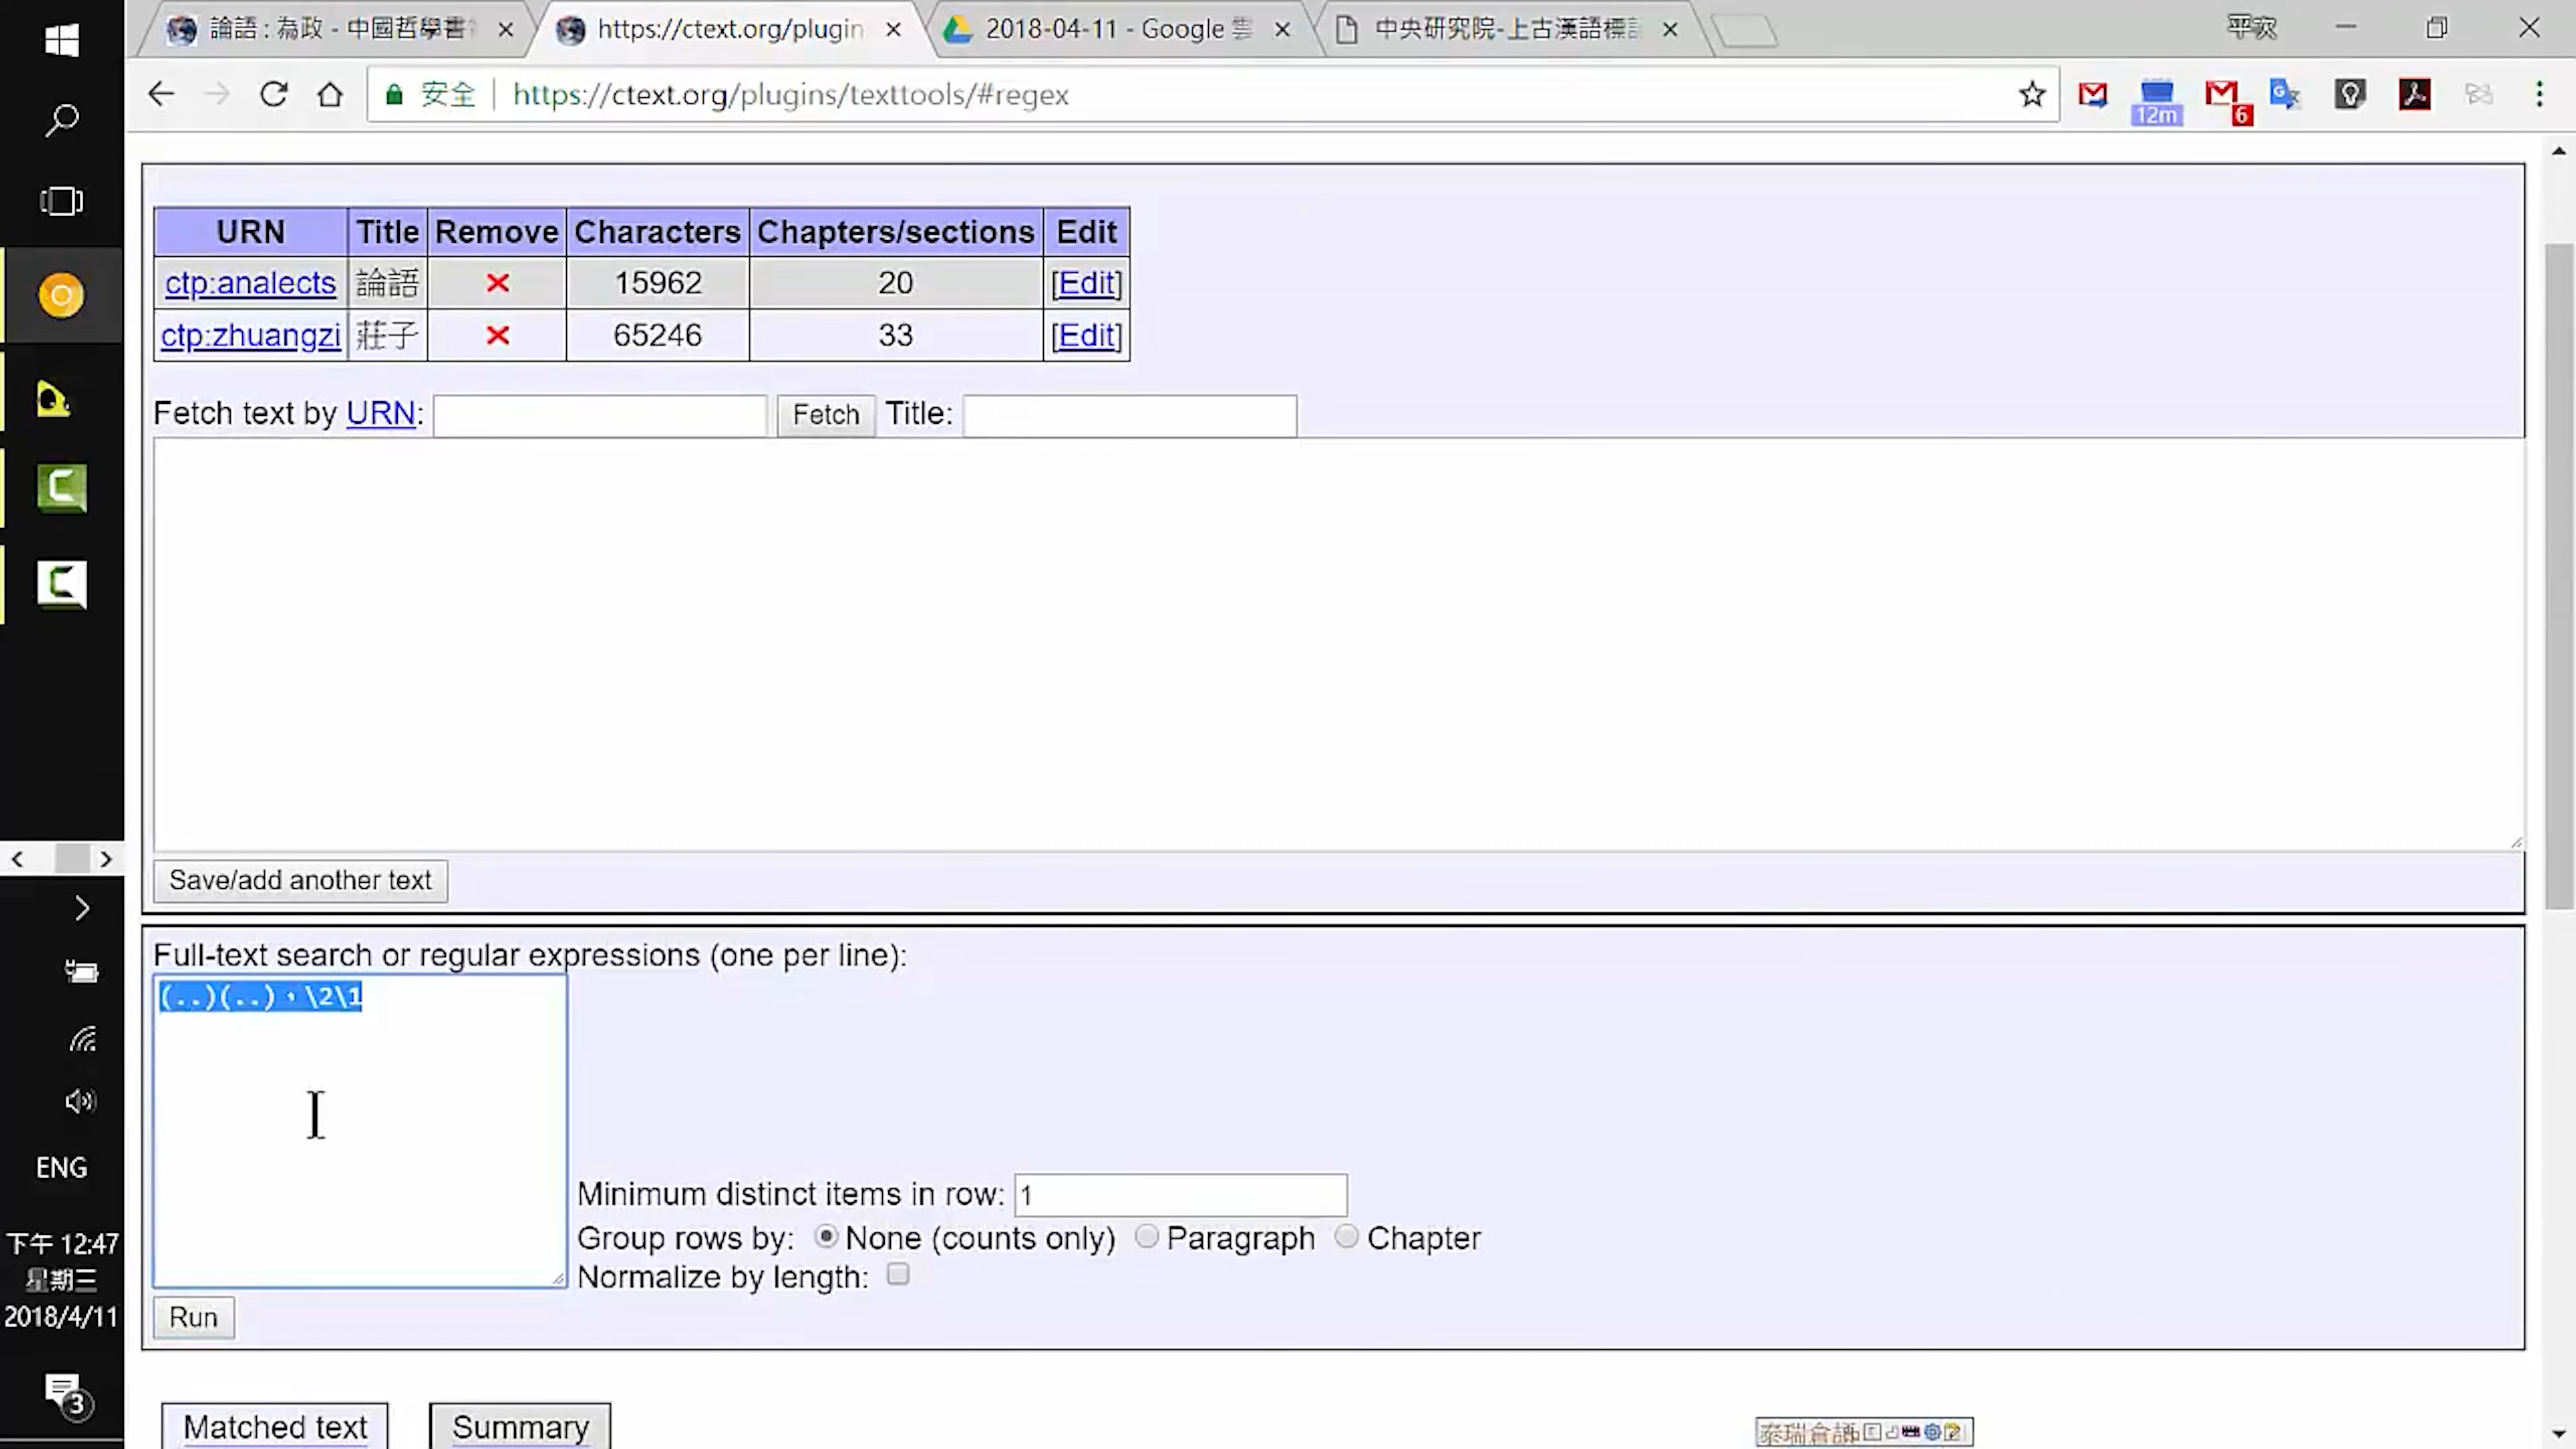 論語 : 為政 - 中國哲學書
https://ctext.org/plugin
2018-04-11 - Google 雲
中央研究院-上古漢語標
安全 https://ctext.org/plugins/texttools/#regex
12m
6
URN Title Remove Characters Chapters/sections Edit
ctp:analects 論語 15962 20 [Edit]
ctp:zhuangzi 莊子 65246 33 [Edit]
Fetch text by URN: Fetch Title:
Save/add another text
Full-text search or regular expressions (one per line):
(..)(..),\2\1
Minimum distinct items in row: 1
Group rows by: None (counts only) Paragraph Chapter
Normalize by length:
Run
Matched text Summary
ENG
下午 12:47
星期三
2018/4/11
3